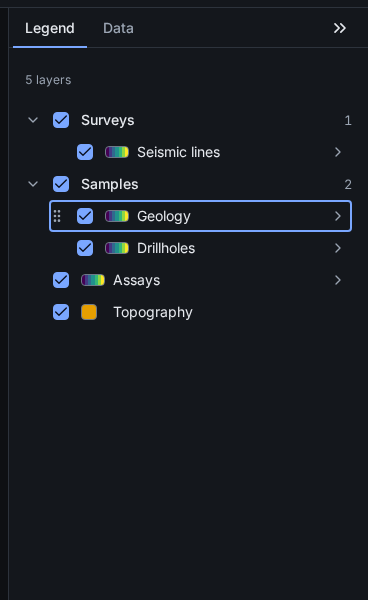 Legend Data
5 layers
Surveys 1
Seismic lines
Samples 2
Geology
Drillholes
Assays
Topography